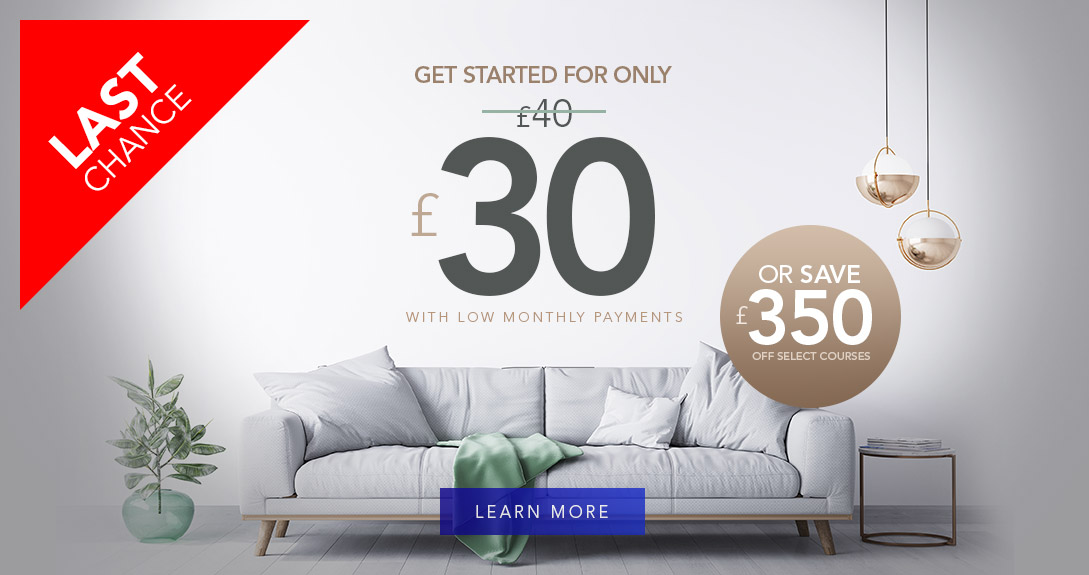 LAST
CHANCE
GET STARTED FOR ONLY
£40
£30
WITH LOW MONTHLY PAYMENTS
OR SAVE
£350
OFF SELECT COURSES
LEARN MORE